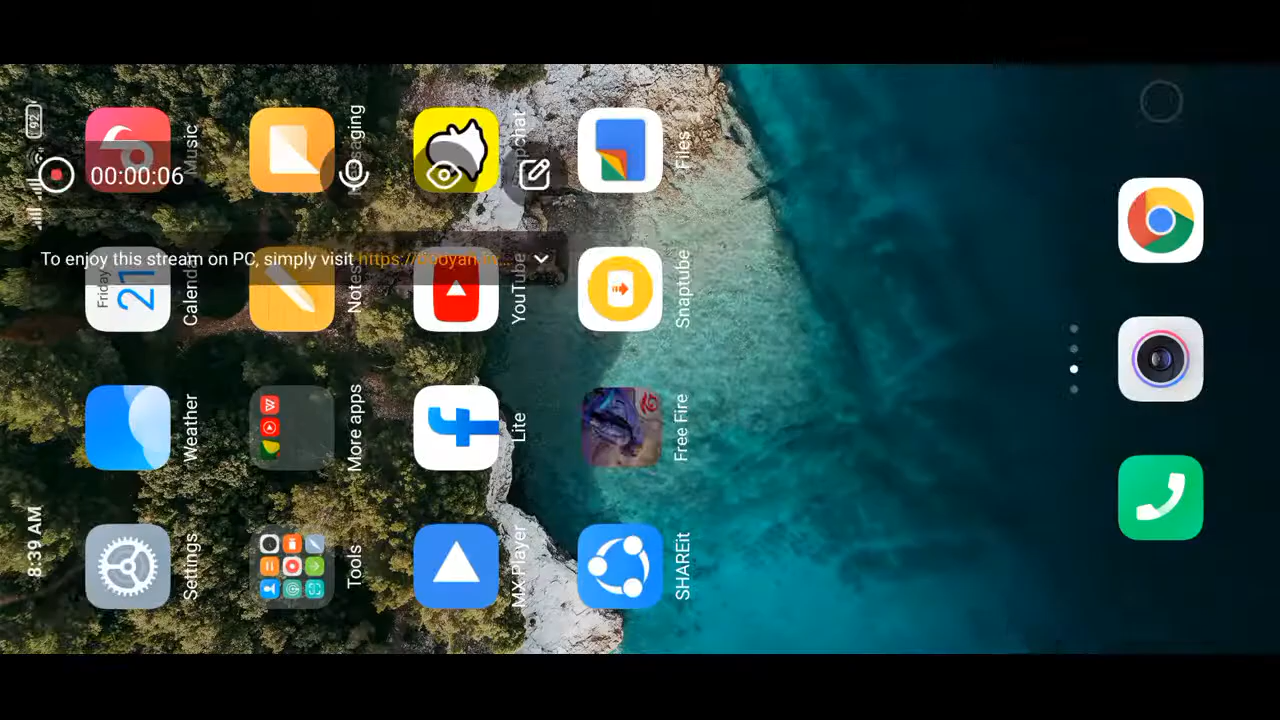 8:39 AM
92
00:00:06
To enjoy this stream on PC, simply visit
Settings
Weather
Calendar
Friday
21
Music
Tools
More apps
Notes
Messaging
MX Player
Lite
YouTube
Snapchat
SHAREit
Free Fire
Snaptube
Files